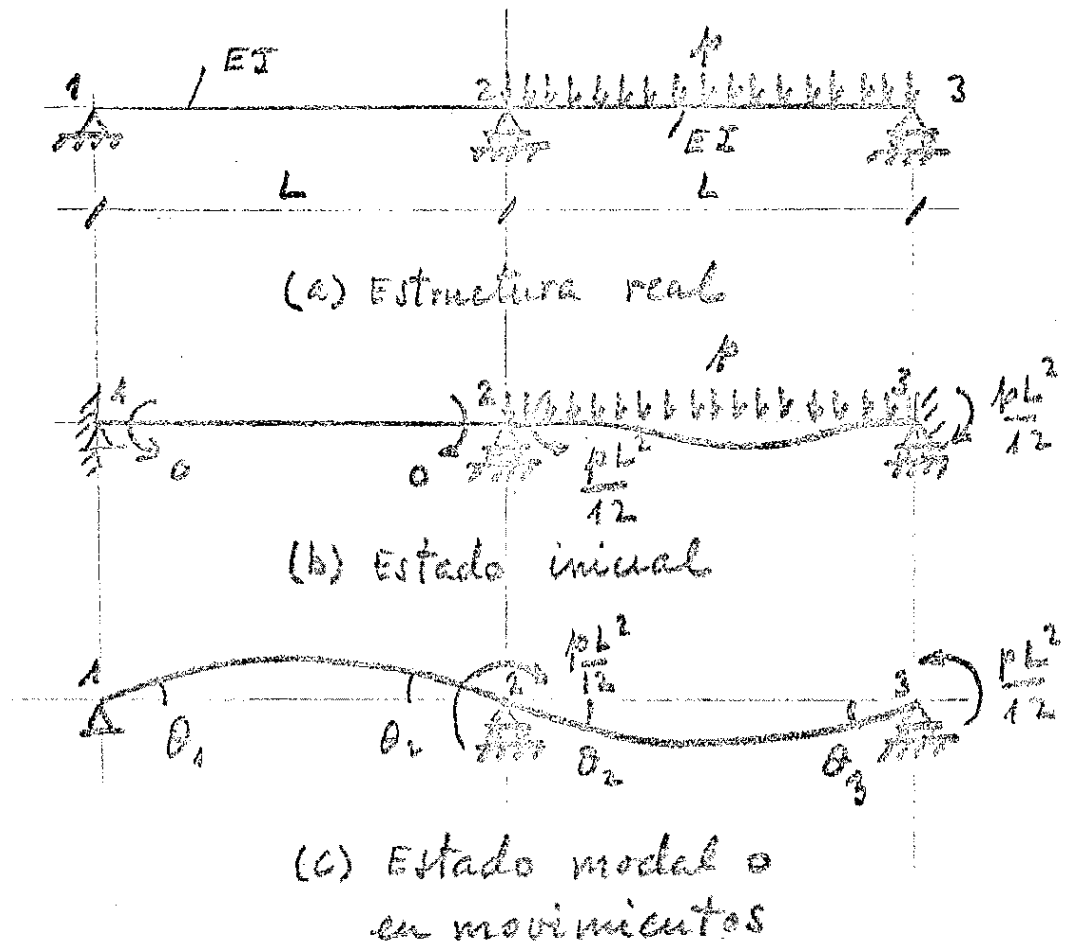 EI
p
1 2 3
EI
L L
(a) Estructura real
p
1 2 3
0 0 pL²/12 pL²/12
(b) Estado inicial
1 2 pL²/12 3 pL²/12
θ₁ θ₂ θ₂ θ₃
(c) Estado modal o
en movimientos